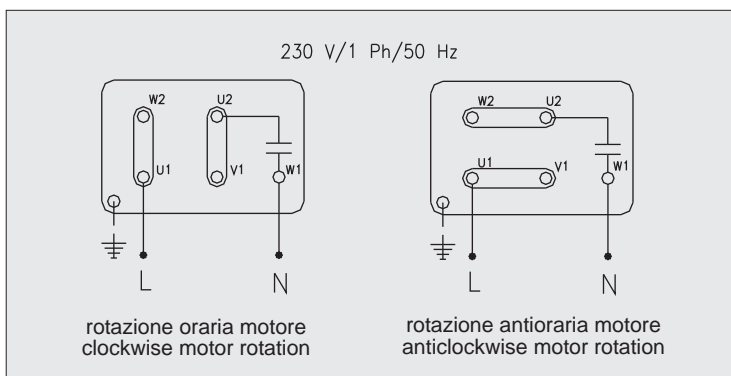 230 V/1 Ph/50 Hz
W2 U2
U1 V1 W1
L N
rotazione oraria motore
clockwise motor rotation
W2 U2
U1 V1 W1
L N
rotazione antioraria motore
anticlockwise motor rotation